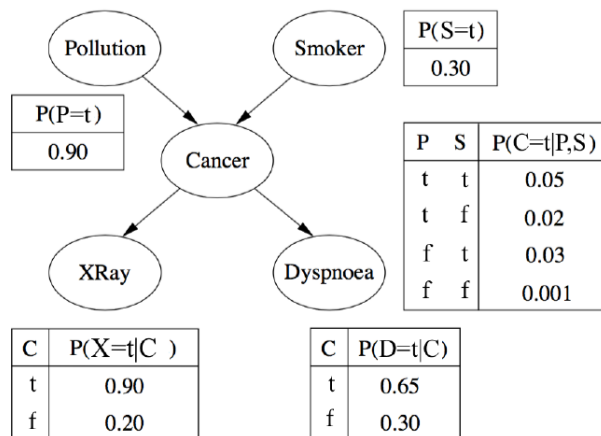 Pollution
Smoker
P(S=t)
0.30
P(P=t)
0.90
Cancer
P S P(C=t|P,S)
t t 0.05
t f 0.02
f t 0.03
f f 0.001
XRay
Dyspnoea
C P(X=t|C )
t 0.90
f 0.20
C P(D=t|C)
t 0.65
f 0.30